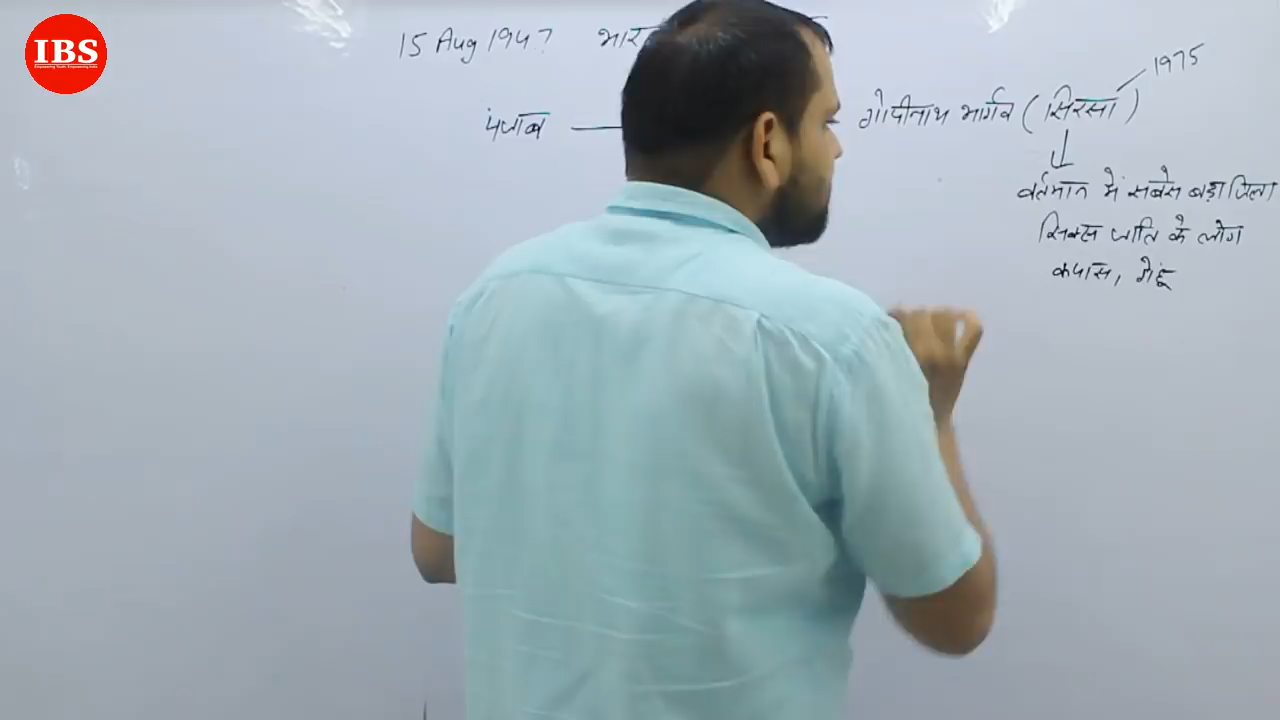 IBS
15 Aug 1947 भार
1975
पंजाब — गोपीनाथ भार्गव (सिरसा)
वर्तमान में सबसे बड़ा जिला
सिक्ख जाति के लोग
कपास, गेहूं